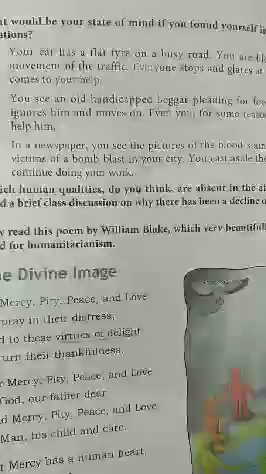 at would be your state of mind if you found yourself i
ations?
Your car has a flat tyre on a busy road. You are bl
movement of the traffic. Everyone stops and glares at
comes to your help.
You see an old handicapped beggar pleading for foo
ignores him and moves on. Even you, for some reaso
help him.
In a newspaper, you see the pictures of the blood stain
victims of a bomb blast in your city. You cast aside the
continue doing your work.
ich human qualities, do you think, are absent in the si
d a brief class discussion on why there has been a decline o
w read this poem by William Blake, which very beautifull
d for humanitarianism.
e Divine Image
Mercy, Pity, Peace, and Love
pray in their distress,
d to these virtues of delight
turn their thankfulness.
r Mercy, Pity, Peace, and Love
God, our father dear
d Mercy, Pity, Peace, and Love
Man, his child and care.
r Mercy has a human heart